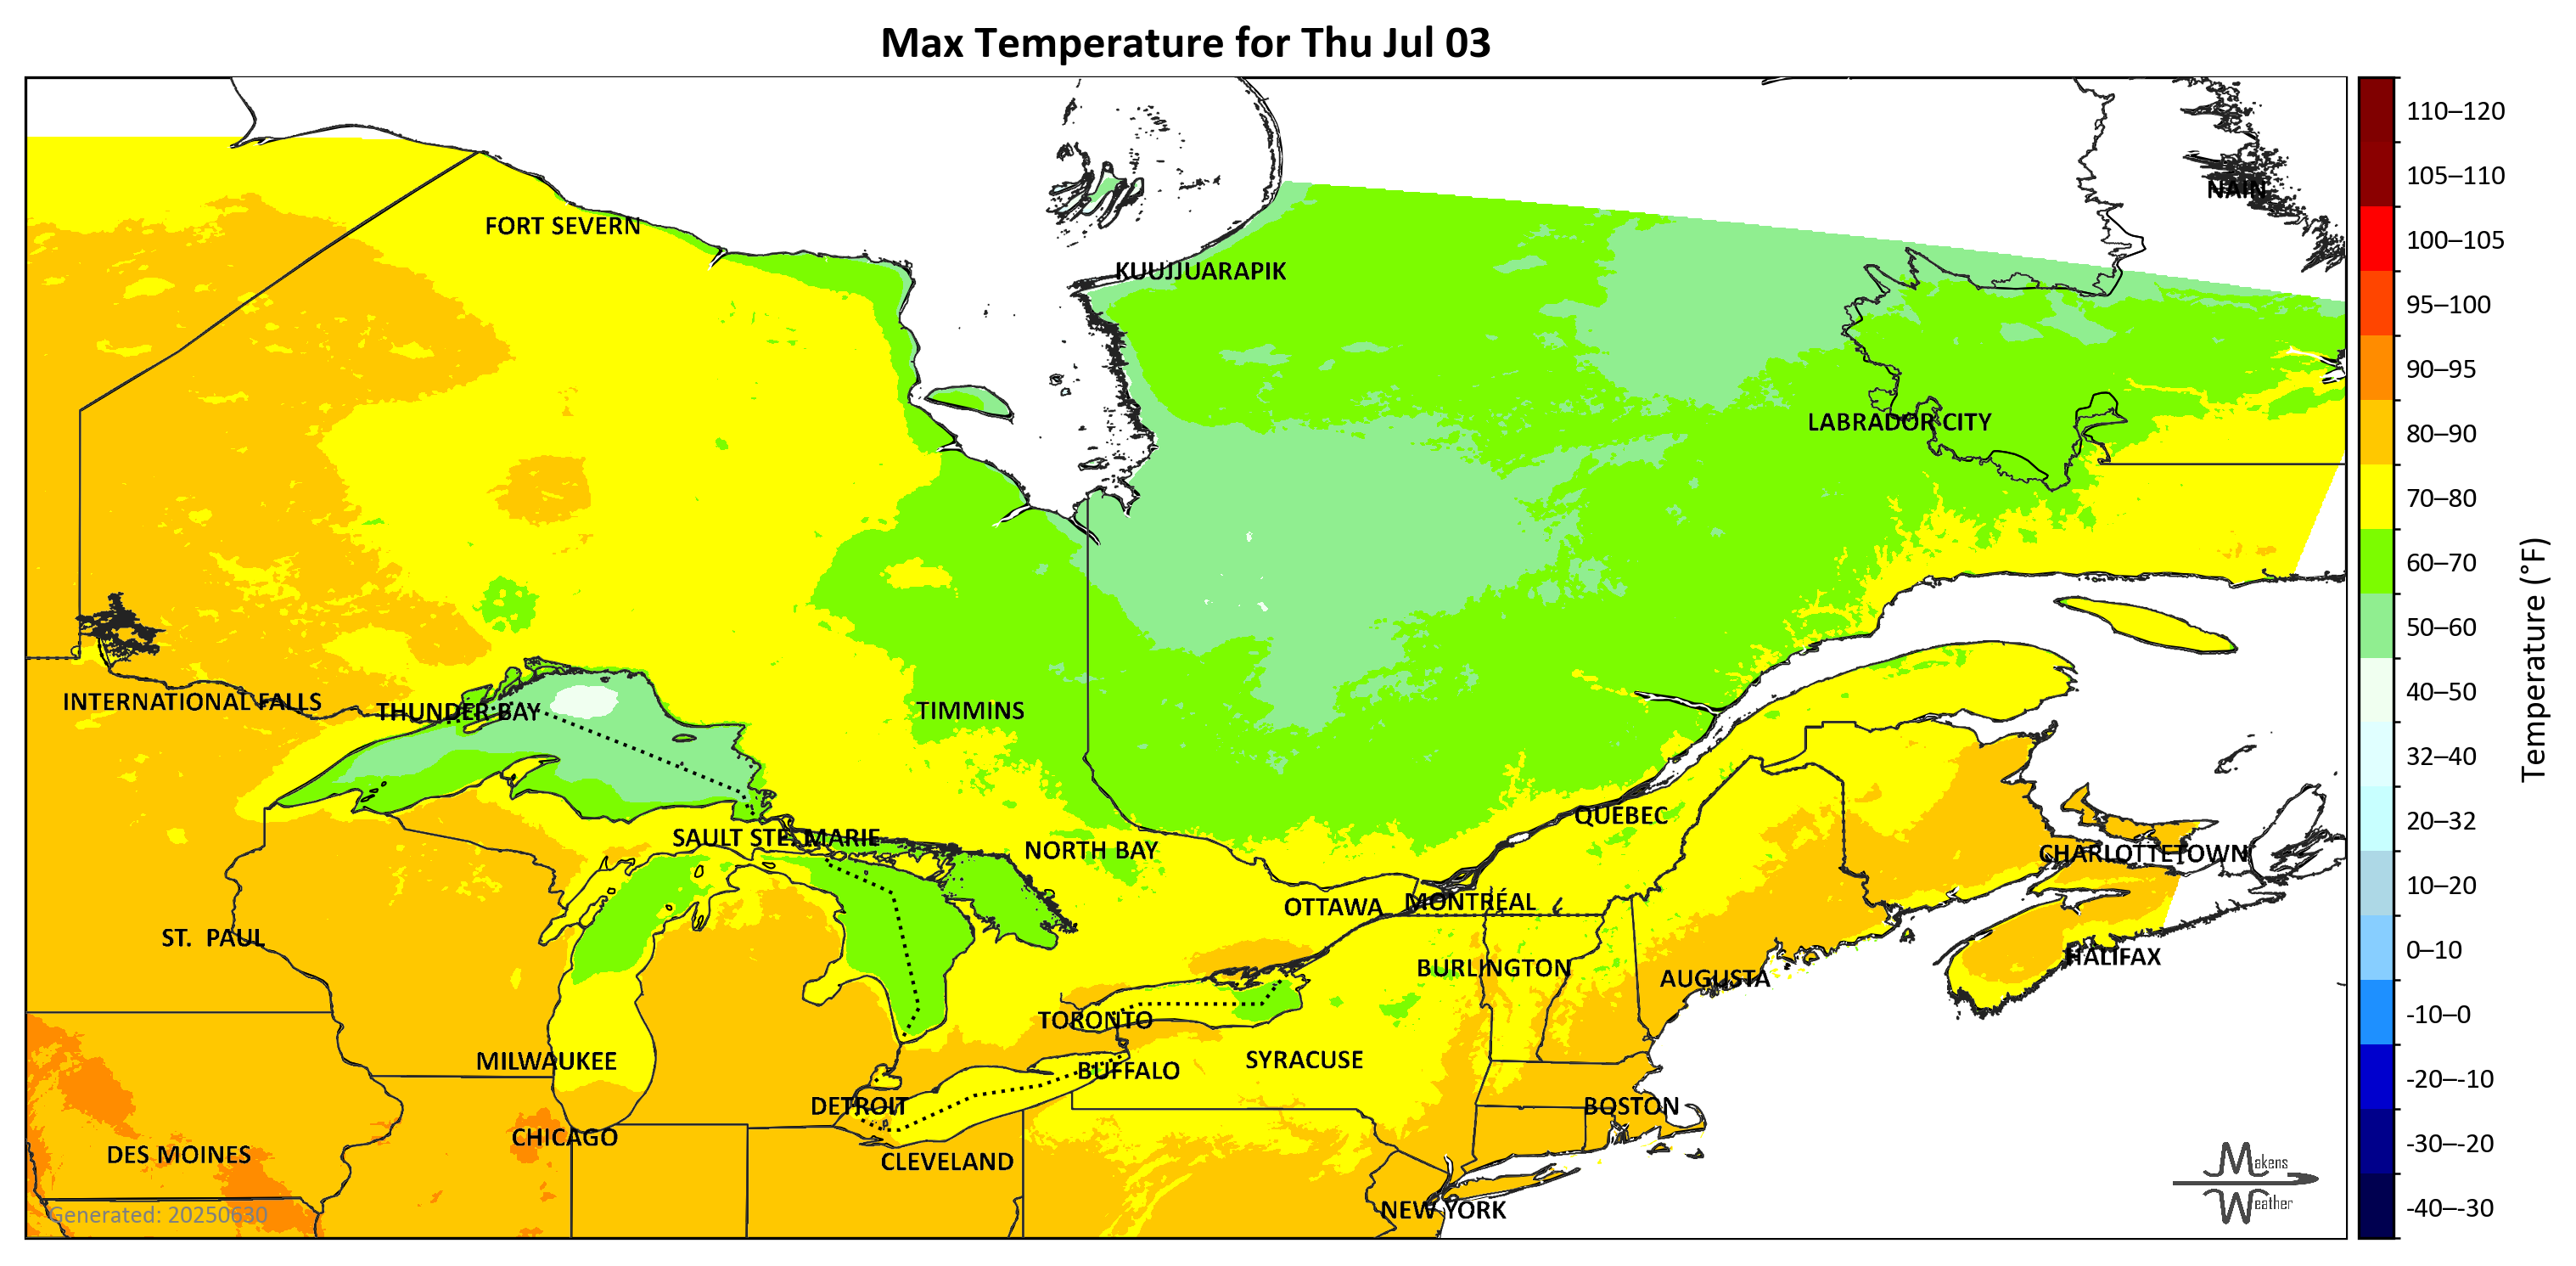 Max Temperature for Thu Jul 03
110–120
105–110
NAIN
FORT SEVERN
100–105
KUUJJUARAPIK
95–100
90–95
LABRADOR CITY
80–90
70–80
60–70
50–60
40–50
INTERNATIONAL FALLS
THUNDER BAY
TIMMINS
32–40
Temperature (°F)
QUEBEC
20–32
SAULT STE. MARIE
NORTH BAY
CHARLOTTETOWN
10–20
OTTAWA
MONTRÉAL
ST. PAUL
0–10
HALIFAX
BURLINGTON
AUGUSTA
TORONTO
-10–0
MILWAUKEE
SYRACUSE
BUFFALO
-20–-10
DETROIT
BOSTON
CHICAGO
-30–-20
DES MOINES
CLEVELAND
Makens
Weather
NEW YORK
-40–-30
Generated: 20250630